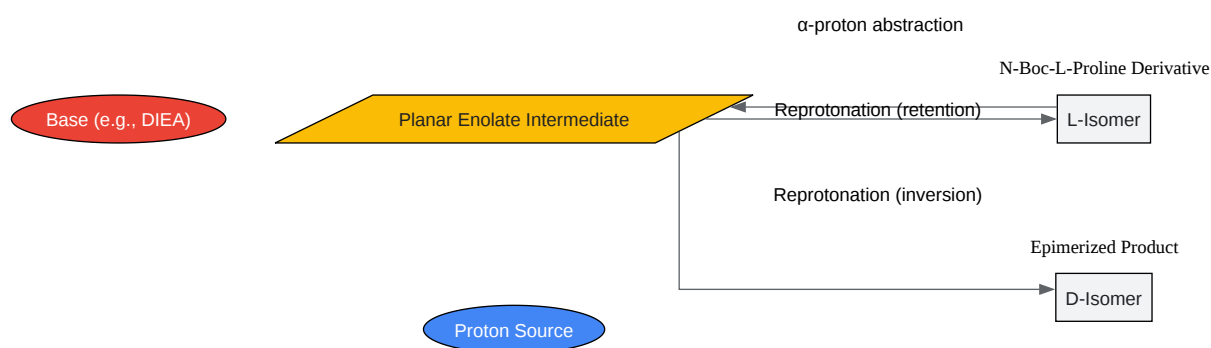 α-proton abstraction
N-Boc-L-Proline Derivative
Base (e.g., DIEA)
Planar Enolate Intermediate
Reprotonation (retention)
L-Isomer
Reprotonation (inversion)
Epimerized Product
D-Isomer
Proton Source